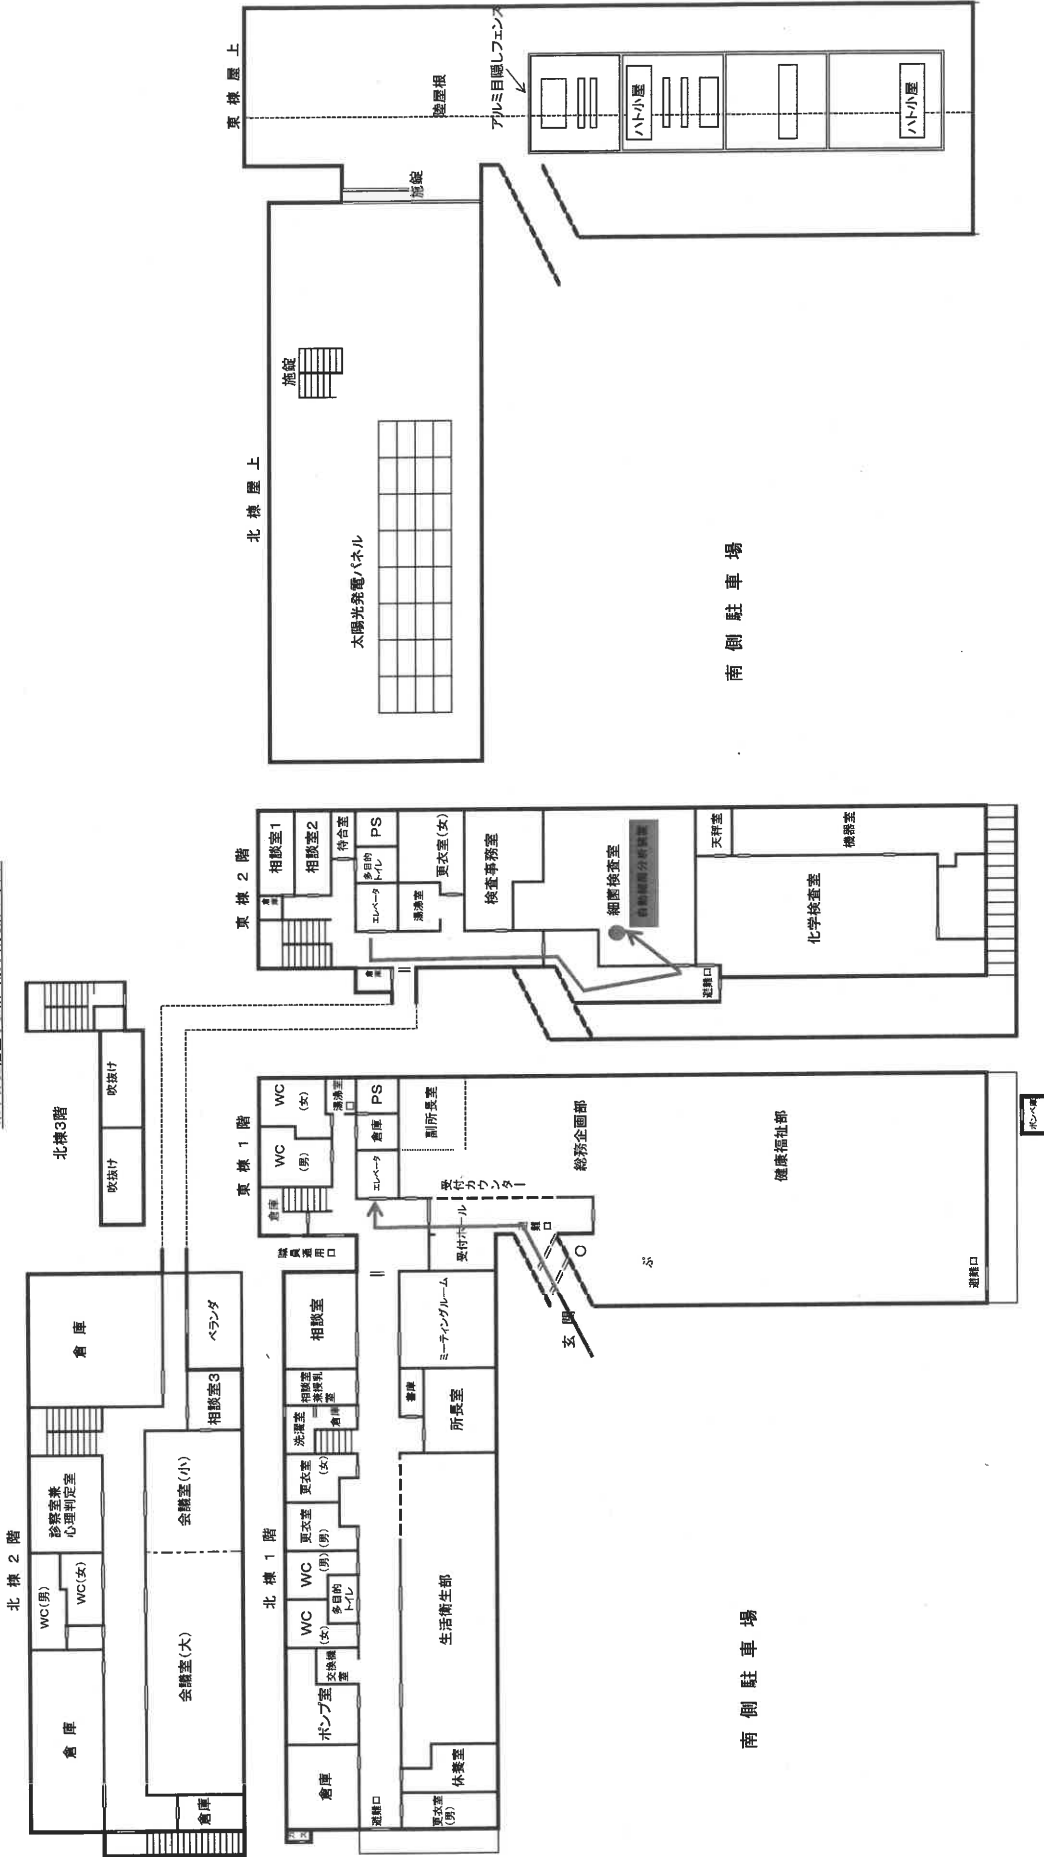 北棟2階
倉庫
WC(男)
WC(女)
診察室兼
心理判定室
倉庫
倉庫
会議室(大)
会議室(小)
相談室3
ベランダ
北棟3階
吹抜け
吹抜け
北棟1階
倉庫
ポンプ室
交換機
室
WC
(女)
多目的
トイレ
WC
(男)
更衣室
(男)
更衣室
(女)
洗濯室
倉庫
相談室
兼授乳
室
相談室
避難口
更衣室
(男)
休養室
生活衛生部
所長室
書庫
ミーティングルーム
東棟1階
職員通用口
倉庫
WC
(男)
WC
(女)
湯沸室
エレベータ
倉庫
PS
受付ホール
受付
カウンター
副所長室
総務企画部
避難口
玄関
ぷ
健康福祉部
避難口
ボンベ庫
東棟2階
倉庫
倉庫
相談室1
相談室2
待合室
エレベータ
多目的
トイレ
PS
湯沸室
更衣室(女)
検査事務室
細菌検査室
避難口
天秤室
化学検査室
機器室
南側駐車場
北棟屋上
施錠
太陽光発電パネル
東棟屋上
施錠
陸屋根
アルミ目隠しフェンス
ハト小屋
ハト小屋
南側駐車場